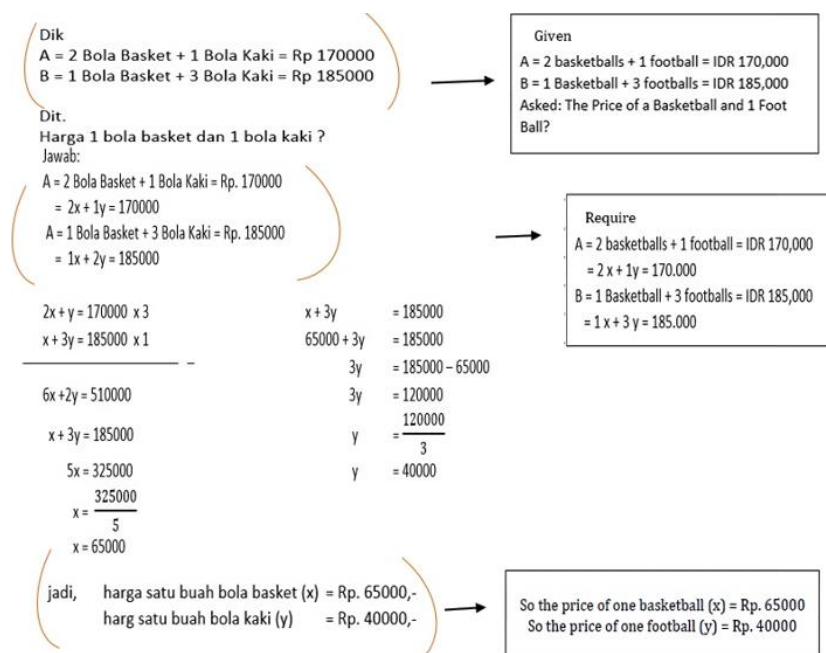 Dik
A = 2 Bola Basket + 1 Bola Kaki = Rp 170000
B = 1 Bola Basket + 3 Bola Kaki = Rp 185000
Dit.
Harga 1 bola basket dan 1 bola kaki ?
Jawab:
A = 2 Bola Basket + 1 Bola Kaki = Rp. 170000
= 2x + 1y = 170000
A = 1 Bola Basket + 3 Bola Kaki = Rp. 185000
= 1x + 2y = 185000
Given
A = 2 basketballs + 1 football = IDR 170,000
B = 1 Basketball + 3 footballs = IDR 185,000
Asked: The Price of a Basketball and 1 Foot
Ball?
Require
A = 2 basketballs + 1 football = IDR 170,000
= 2 x + 1y = 170.000
B = 1 Basketball + 3 footballs = IDR 185,000
= 1 x + 3 y = 185.000
2x + y = 170000 x 3
x + 3y = 185000 x 1
–
6x +2y = 510000
x + 3y = 185000
5x = 325000
x = 325000
5
x = 65000
x + 3y = 185000
65000 + 3y = 185000
3y = 185000 – 65000
3y = 120000
y = 120000
3
y = 40000
jadi, harga satu buah bola basket (x) = Rp. 65000,-
harg satu buah bola kaki (y) = Rp. 40000,-
So the price of one basketball (x) = Rp. 65000
So the price of one football (y) = Rp. 40000